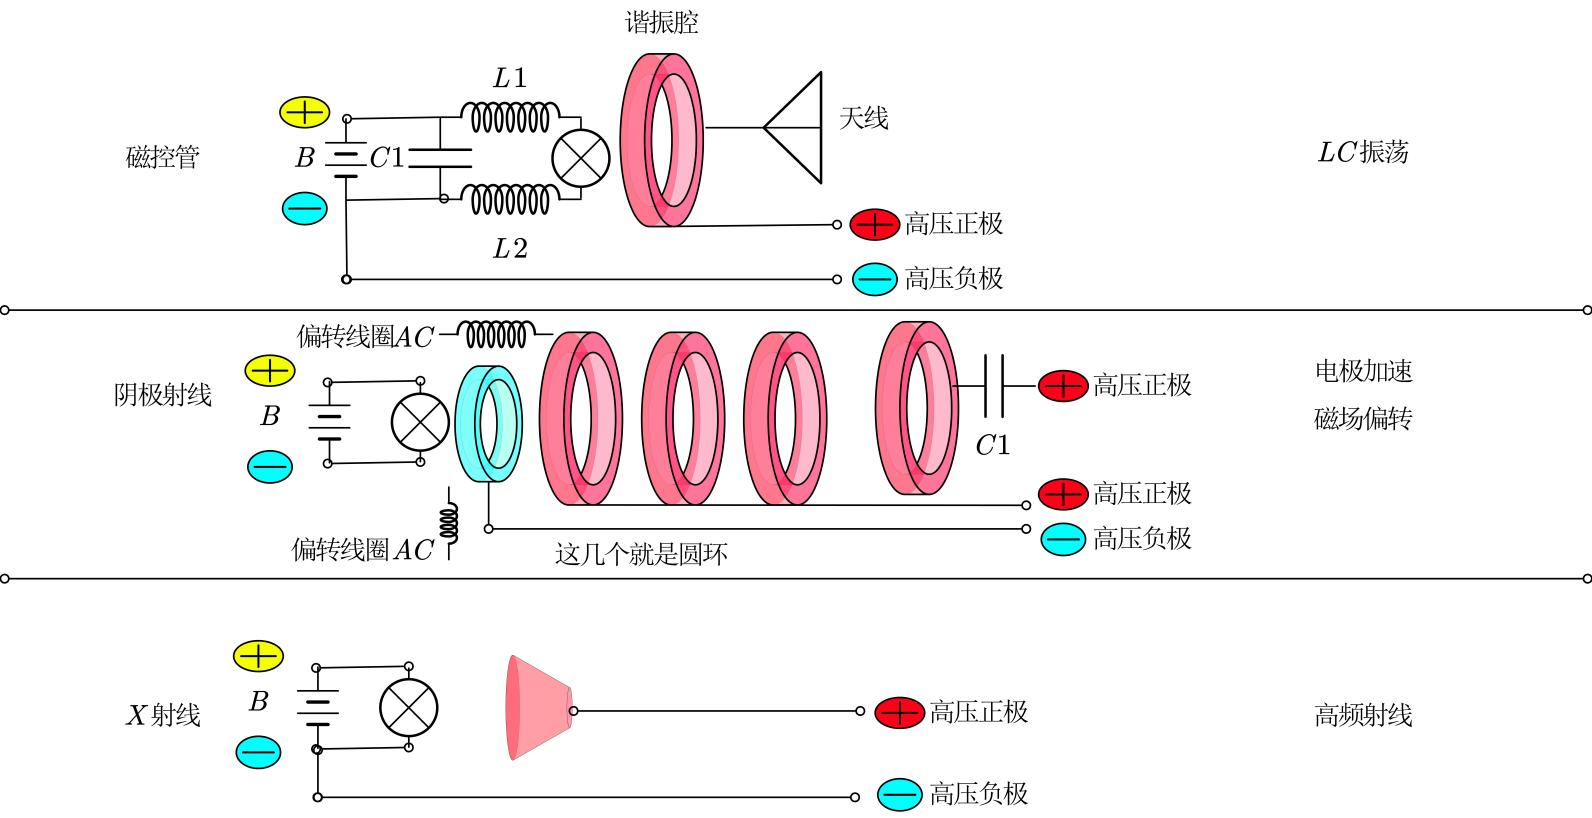 谐振腔
L1
天线
磁控管
B
C1
LC振荡
高压正极
L2
高压负极
偏转线圈AC
阴极射线
B
高压正极
电极加速
磁场偏转
C1
高压正极
高压负极
偏转线圈AC
这几个就是圆环
X射线
B
高压正极
高频射线
高压负极